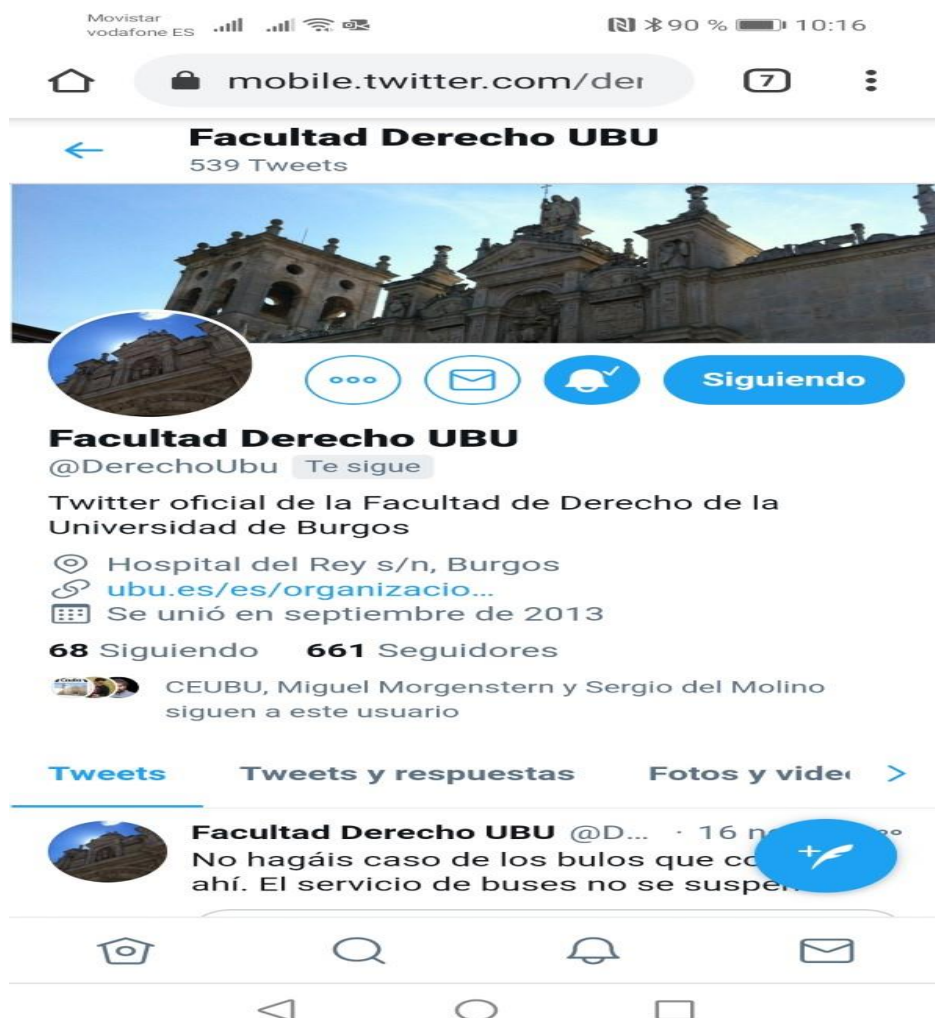 Movistar
vodafone ES
90 % 10:16
mobile.twitter.com/der
7
Facultad Derecho UBU
539 Tweets
Siguiendo
Facultad Derecho UBU
@DerechoUbu Te sigue
Twitter oficial de la Facultad de Derecho de la
Universidad de Burgos
Hospital del Rey s/n, Burgos
ubu.es/es/organizacio...
Se unió en septiembre de 2013
68 Siguiendo 661 Seguidores
CEUBU, Miguel Morgenstern y Sergio del Molino
siguen a este usuario
Tweets Tweets y respuestas Fotos y vide
Facultad Derecho UBU @D... · 16 n
No hagáis caso de los bulos que co
ahí. El servicio de buses no se suspen